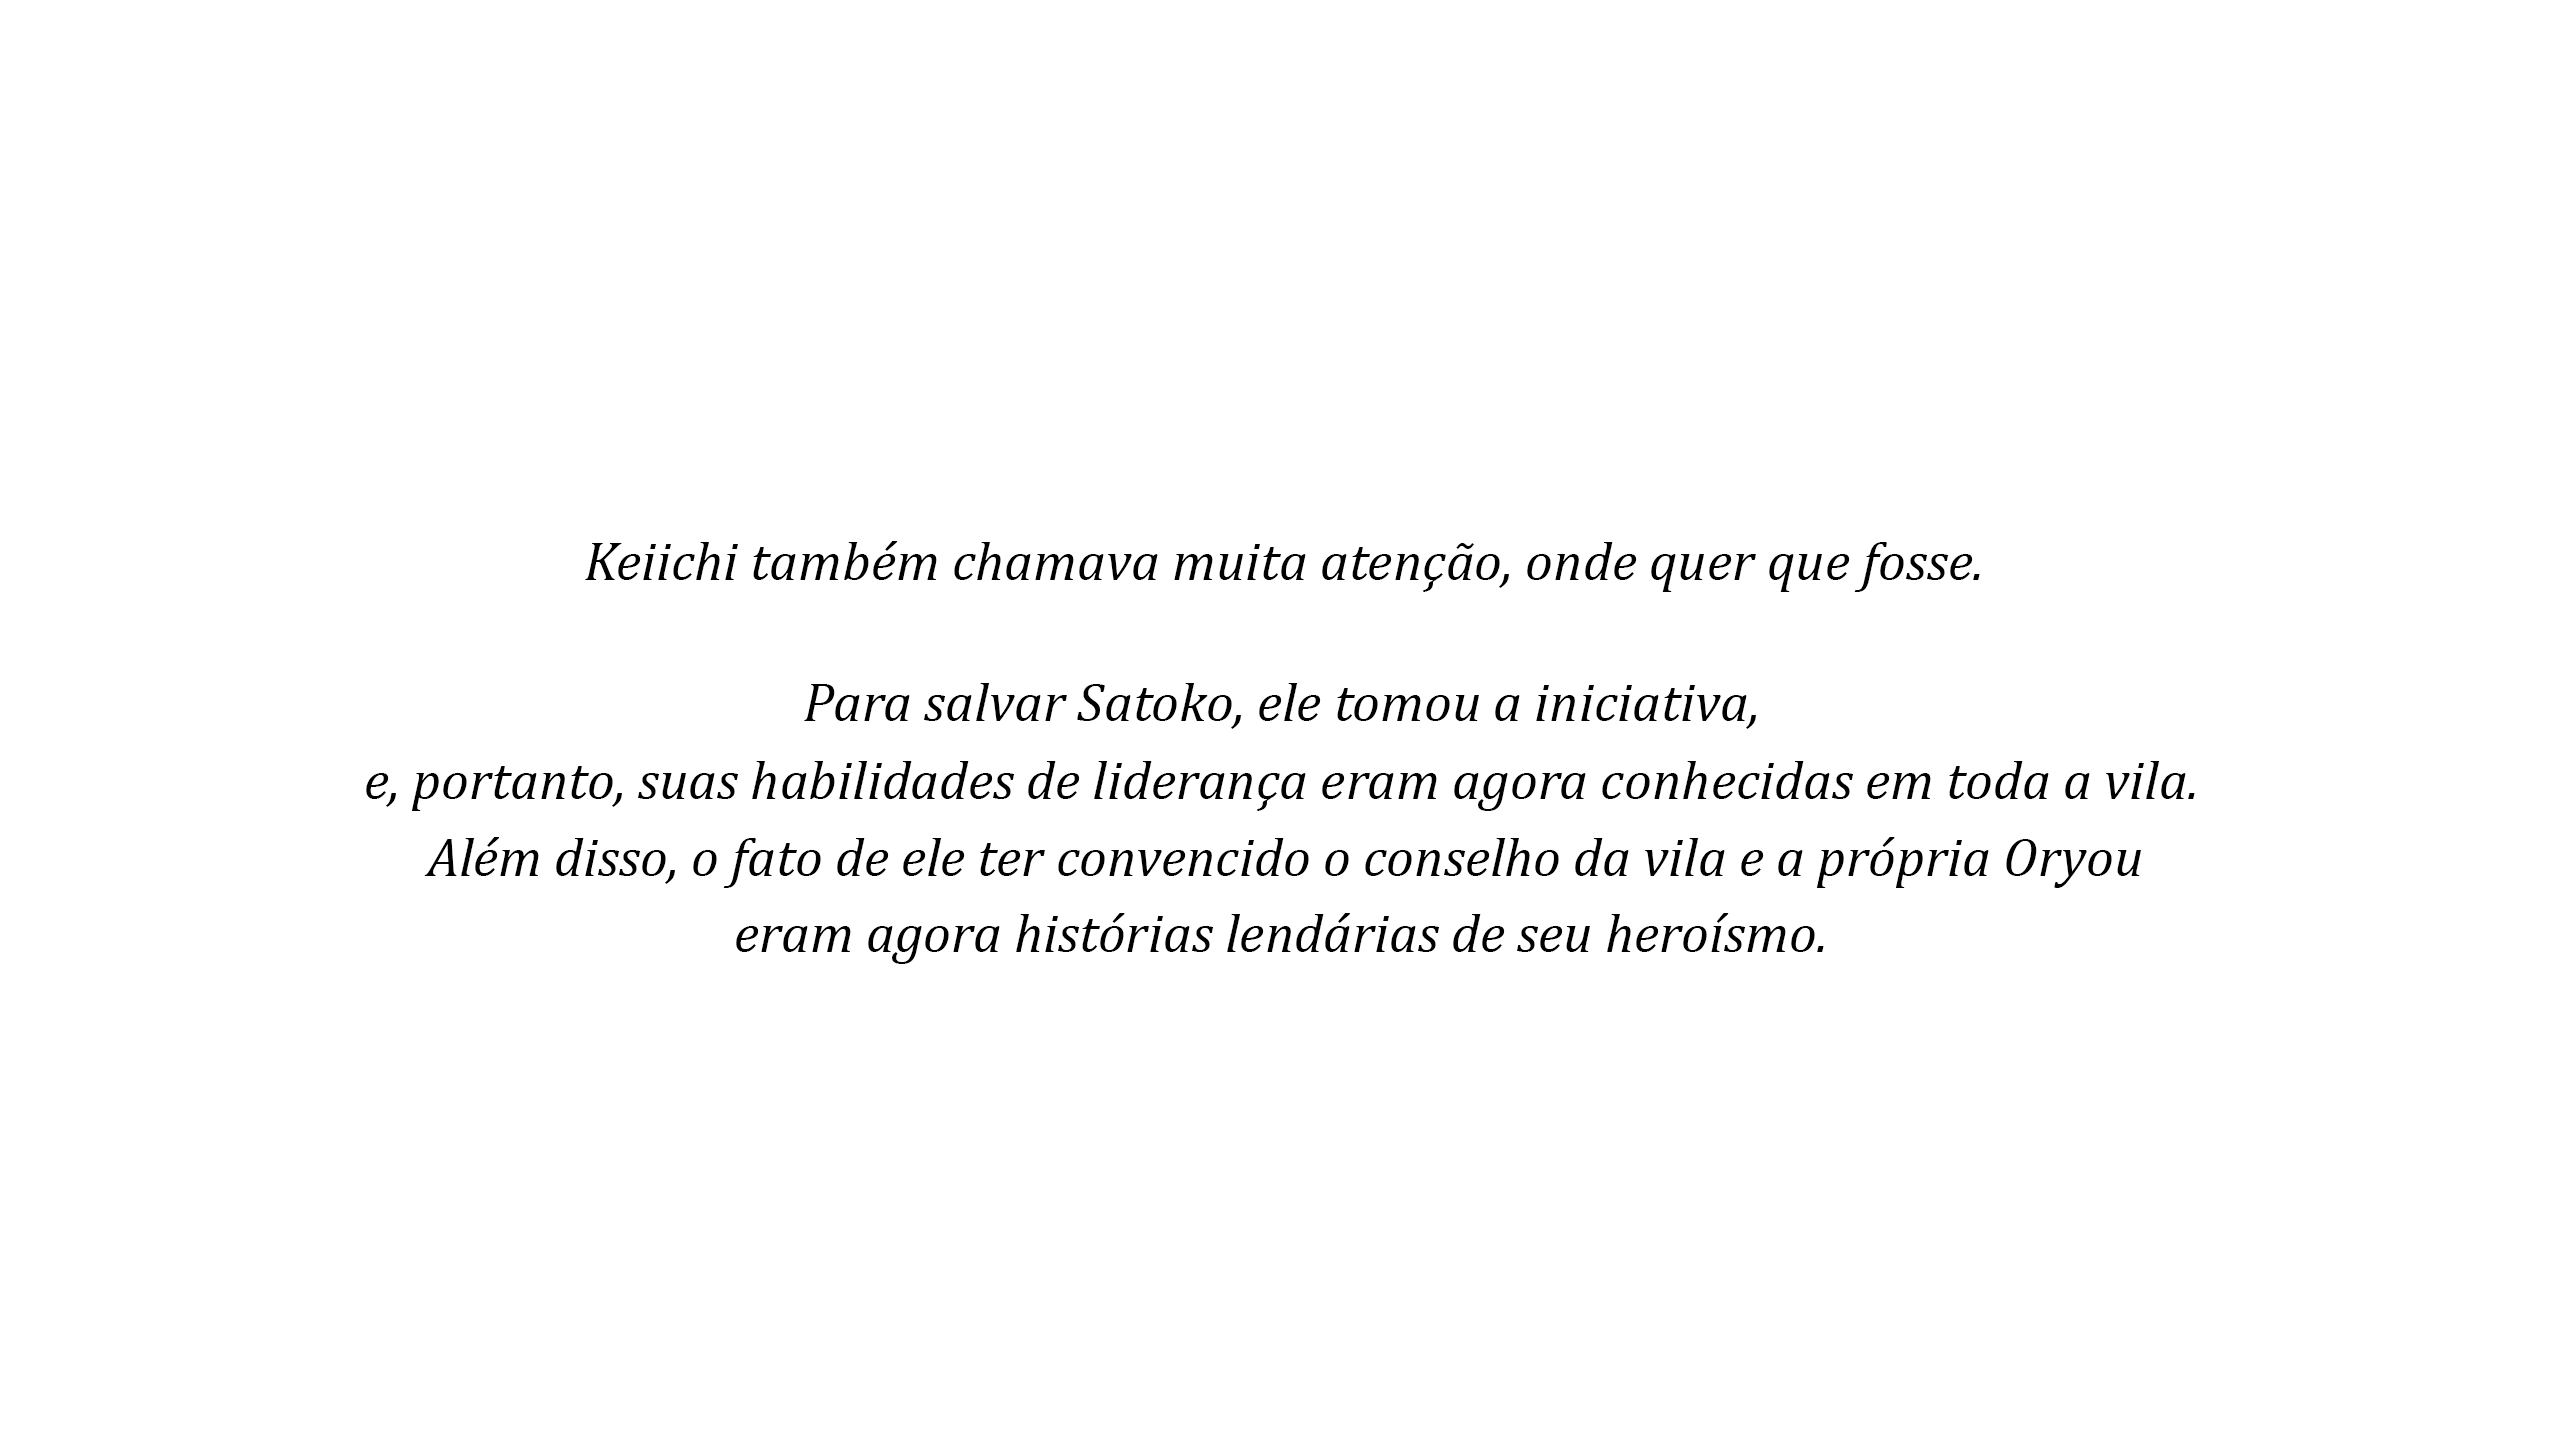 Keiichi também chamava muita atenção, onde quer que fosse.
Para salvar Satoko, ele tomou a iniciativa,
e, portanto, suas habilidades de liderança eram agora conhecidas em toda a vila.
Além disso, o fato de ele ter convencido o conselho da vila e a própria Oryou
eram agora histórias lendárias de seu heroísmo.